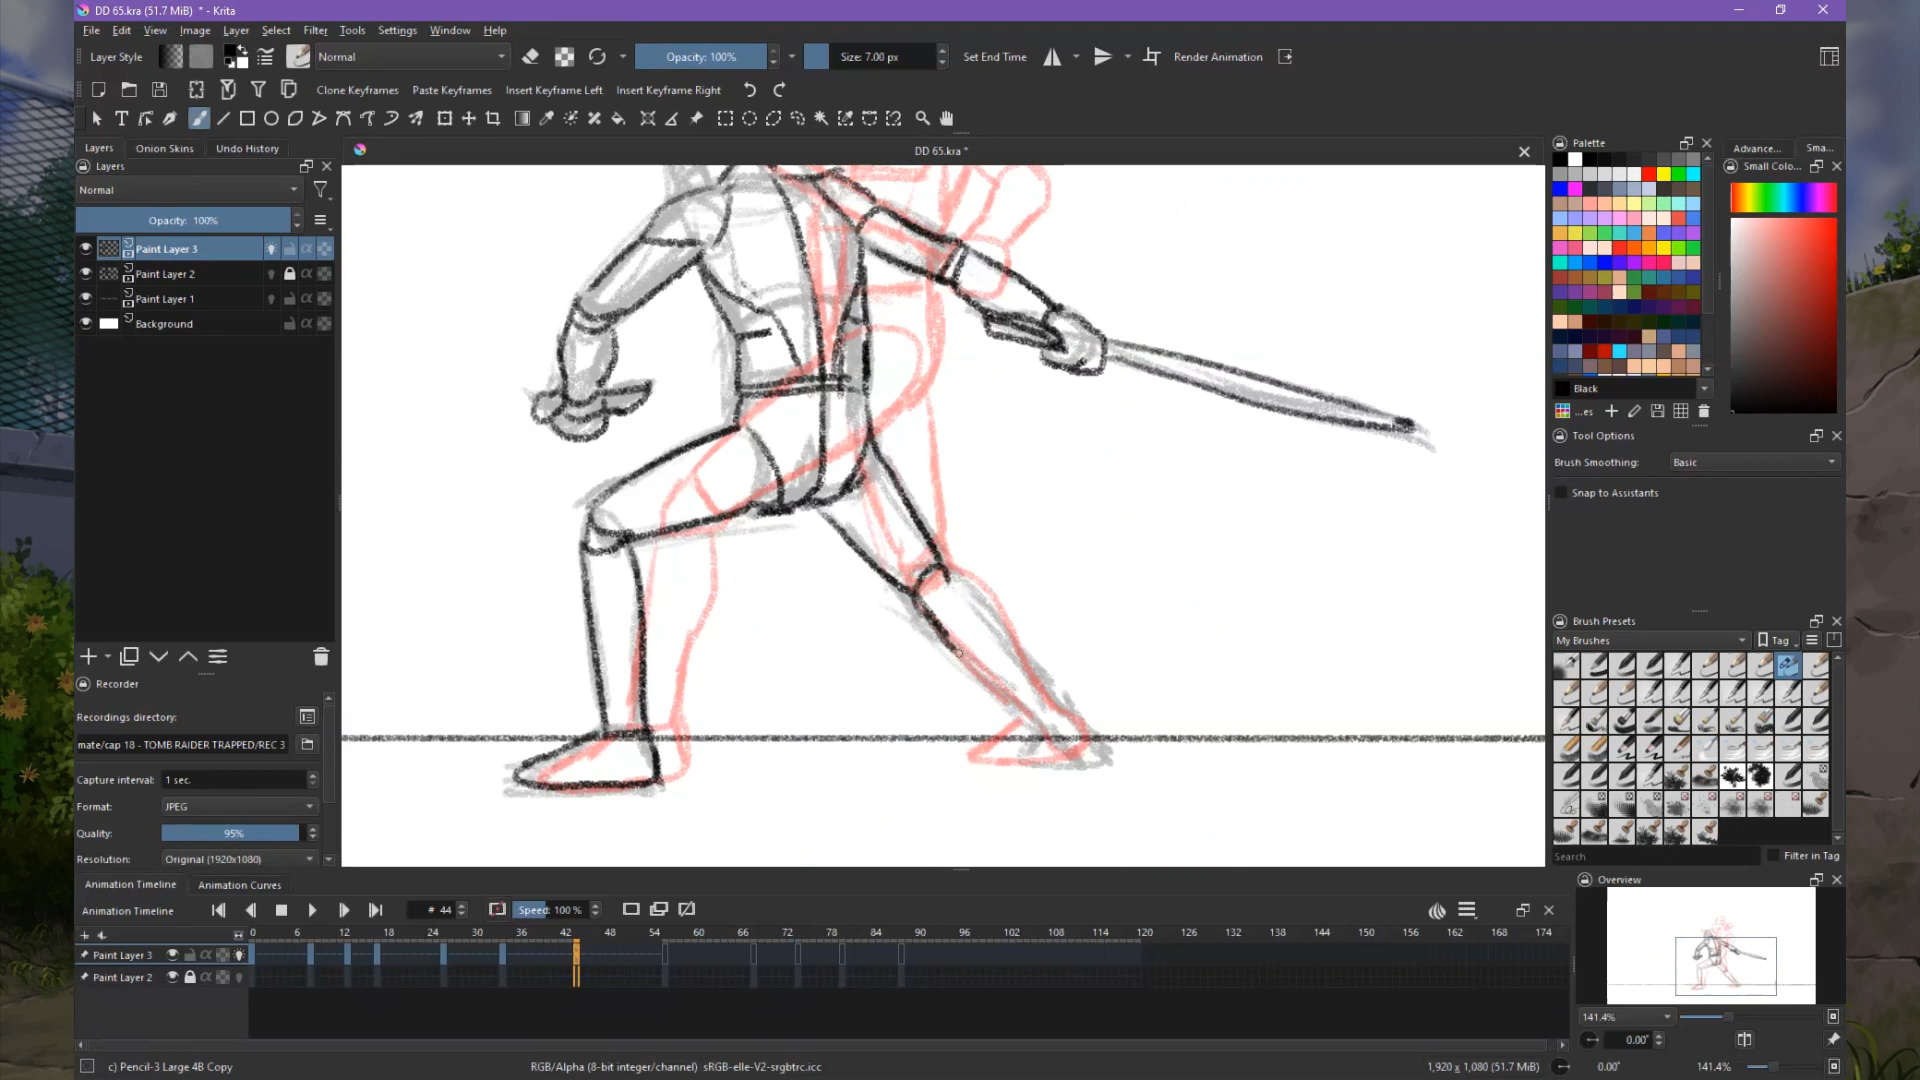 DD 65.kra (51.7 MiB) * - Krita
File Edit View Image Layer Select Filter Tools Settings Window Help
Layer Style Normal Opacity: 100% Size: 7.00 px Set End Time Render Animation
Clone Keyframes Paste Keyframes Insert Keyframe Left Insert Keyframe Right
Layers Onion Skins Undo History
DD 65.kra *
Layers
Normal
Opacity: 100%
Paint Layer 3
Paint Layer 2
Paint Layer 1
Background
Recorder
Recordings directory:
mate/cap 18 - TOMB RAIDER TRAPPED/REC 3
Capture interval: 1 sec.
Format: JPEG
Quality: 95%
Resolution: Original (1920x1080)
Palette
Advance... Sma...
Small Colo...
Black
...es
Tool Options
Brush Smoothing: Basic
Snap to Assistants
Brush Presets
My Brushes Tag
Search Filter in Tag
Overview
141.4%
0.00°
Animation Timeline Animation Curves
Animation Timeline # 44 Speed: 100 %
0 6 12 18 24 30 36 42 48 54 60 66 72 78 84 90 96 102 108 114 120 126 132 138 144 150 156 162 168 174
Paint Layer 3
Paint Layer 2
c) Pencil-3 Large 4B Copy RGB/Alpha (8-bit integer/channel) sRGB-elle-V2-srgbtrc.icc 1,920 x 1,080 (51.7 MiB) 0.00° 141.4%